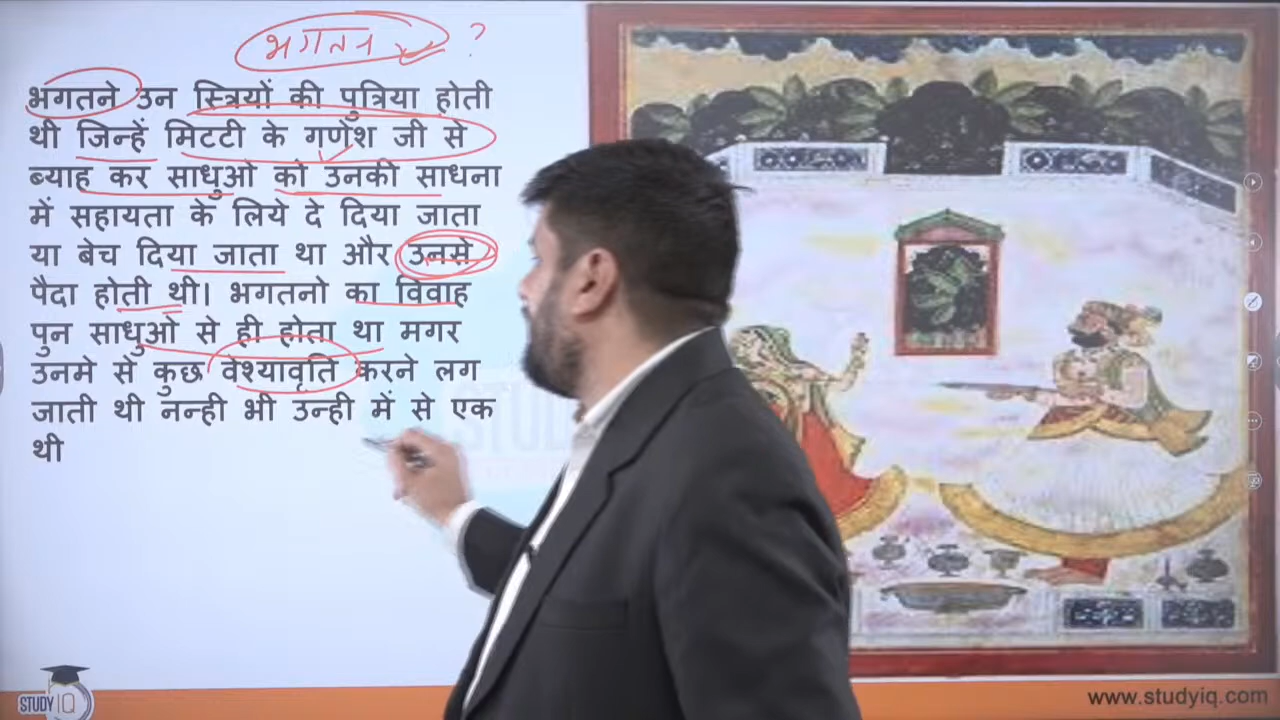 भगतन ?
भगतने उन स्त्रियों की पुत्रिया होती
थी जिन्हें मिटटी के गणेश जी से
ब्याह कर साधुओ को उनकी साधना
में सहायता के लिये दे दिया जाता
या बेच दिया जाता था और उनसे
पैदा होती थी। भगतनो का विवाह
पुन साधुओ से ही होता था मगर
उनमे से कुछ वेश्यावृति करने लग
जाती थी नन्ही भी उन्ही में से एक
थी
STUDY IQ
www.studyiq.com